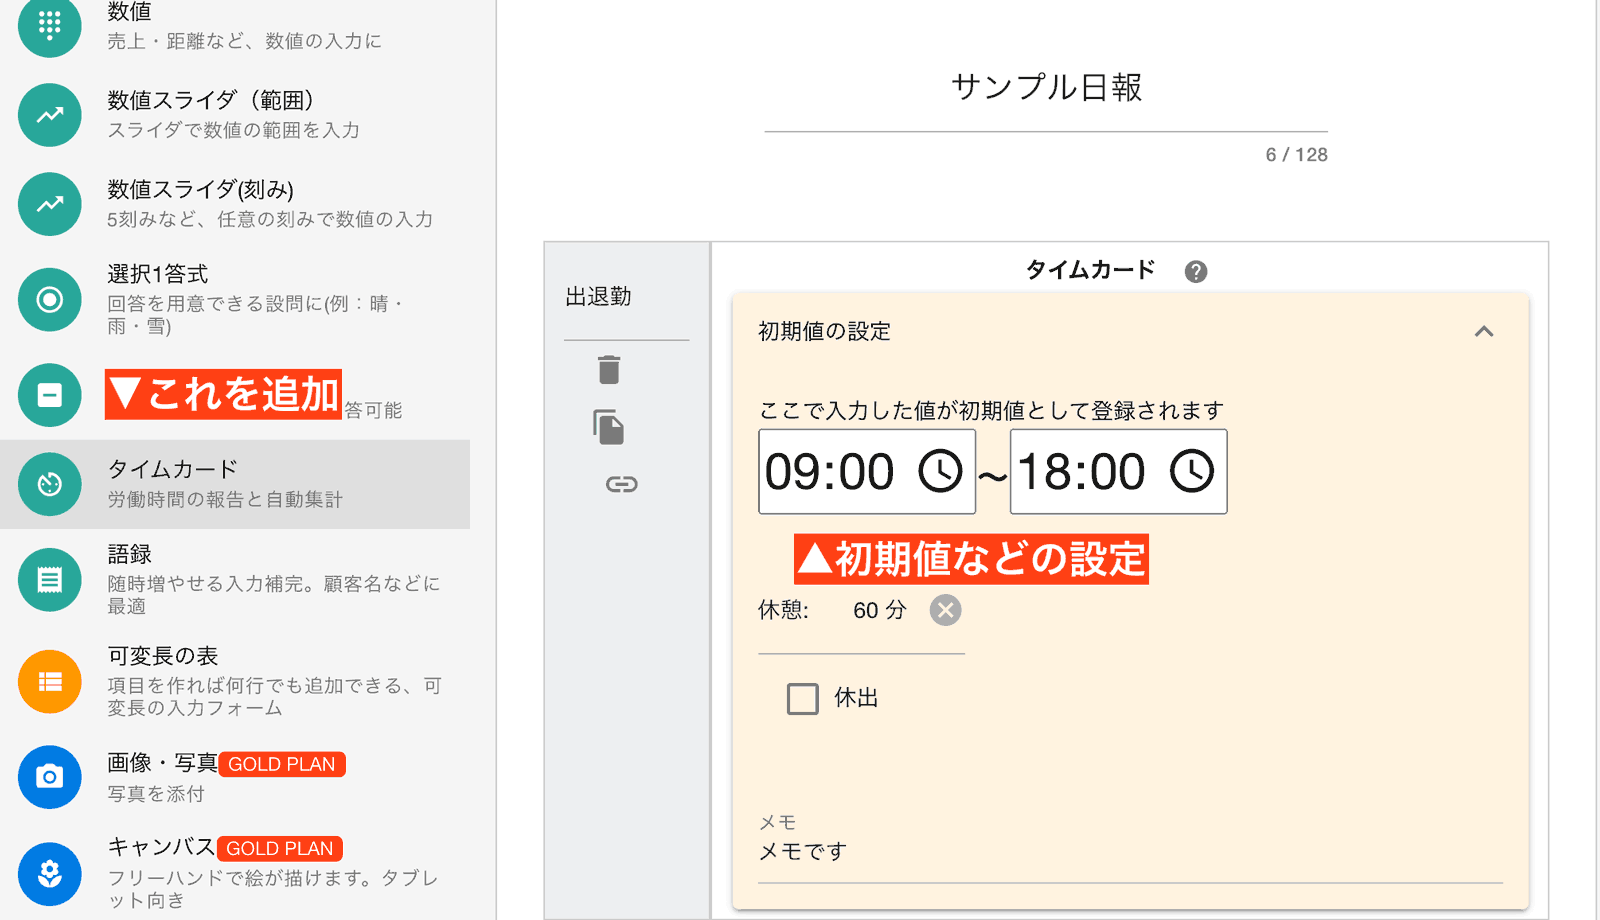 数値
売上・距離など、数値の入力に
数値スライダ（範囲）
スライダで数値の範囲を入力
数値スライダ(刻み)
5刻みなど、任意の刻みで数値の入力
選択1答式
回答を用意できる設問に(例：晴・
雨・雪)
▼これを追加
答可能
タイムカード
労働時間の報告と自動集計
語録
随時増やせる入力補完。顧客名などに
最適
可変長の表
項目を作れば何行でも追加できる、可
変長の入力フォーム
画像・写真 GOLD PLAN
写真を添付
キャンバス GOLD PLAN
フリーハンドで絵が描けます。タブレ
ット向き
サンプル日報
6 / 128
出退勤
タイムカード
初期値の設定
ここで入力した値が初期値として登録されます
09:00 〜 18:00
▲初期値などの設定
休憩: 60 分
休出
メモ
メモです